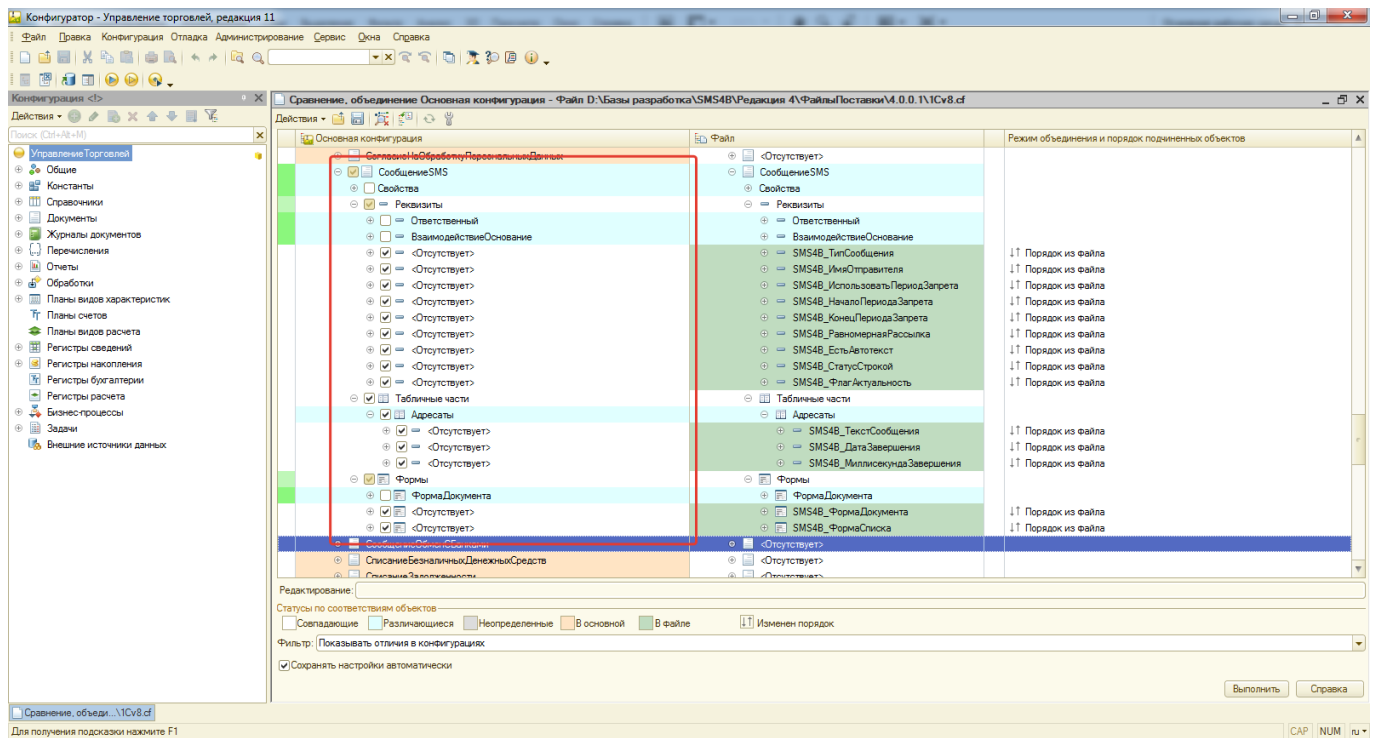 Конфигуратор - Управление торговлей, редакция 11
Файл Правка Конфигурация Отладка Администрирование Сервис Окна Справка
Конфигурация <!>
Действия
Поиск (Ctrl+Alt+M)
УправлениеТорговлей
Общие
Константы
Справочники
Документы
Журналы документов
Перечисления
Отчеты
Обработки
Планы видов характеристик
Планы счетов
Планы видов расчета
Регистры сведений
Регистры накопления
Регистры бухгалтерии
Регистры расчета
Бизнес-процессы
Задачи
Внешние источники данных
Сравнение, объединение Основная конфигурация - Файл D:\Базы разработка\SMS4B\Редакция 4\ФайлыПоставки\4.0.0.1\1Cv8.cf
Действия
Основная конфигурация Файл Режим объединения и порядок подчиненных объектов
СогласиеНаОбработкуПерсональныхДанных <Отсутствует>
СообщениеSMS СообщениеSMS
Свойства Свойства
Реквизиты Реквизиты
Ответственный Ответственный
ВзаимодействиеОснование ВзаимодействиеОснование
<Отсутствует> SMS4B_ТипСообщения Порядок из файла
<Отсутствует> SMS4B_ИмяОтправителя Порядок из файла
<Отсутствует> SMS4B_ИспользоватьПериодЗапрета Порядок из файла
<Отсутствует> SMS4B_НачалоПериодаЗапрета Порядок из файла
<Отсутствует> SMS4B_КонецПериодаЗапрета Порядок из файла
<Отсутствует> SMS4B_РавномернаяРассылка Порядок из файла
<Отсутствует> SMS4B_ЕстьАвтотекст Порядок из файла
<Отсутствует> SMS4B_СтатусСтрокой Порядок из файла
<Отсутствует> SMS4B_ФлагАктуальность Порядок из файла
Табличные части Табличные части
Адресаты Адресаты
<Отсутствует> SMS4B_ТекстСообщения Порядок из файла
<Отсутствует> SMS4B_ДатаЗавершения Порядок из файла
<Отсутствует> SMS4B_МиллисекундаЗавершения Порядок из файла
Формы Формы
ФормаДокумента ФормаДокумента
<Отсутствует> SMS4B_ФормаДокумента Порядок из файла
<Отсутствует> SMS4B_ФормаСписка Порядок из файла
СообщениеОбменСБанками <Отсутствует>
СписаниеБезналичныхДенежныхСредств <Отсутствует>
СписаниеЗадолженности <Отсутствует>
Редактирование:
Статусы по соответствиям объектов
Совпадающие Различающиеся Неопределенные В основной В файле Изменен порядок
Фильтр: Показывать отличия в конфигурациях
Сохранять настройки автоматически
Выполнить Справка
Сравнение, объеди...\1Cv8.cf
Для получения подсказки нажмите F1 CAP NUM ru